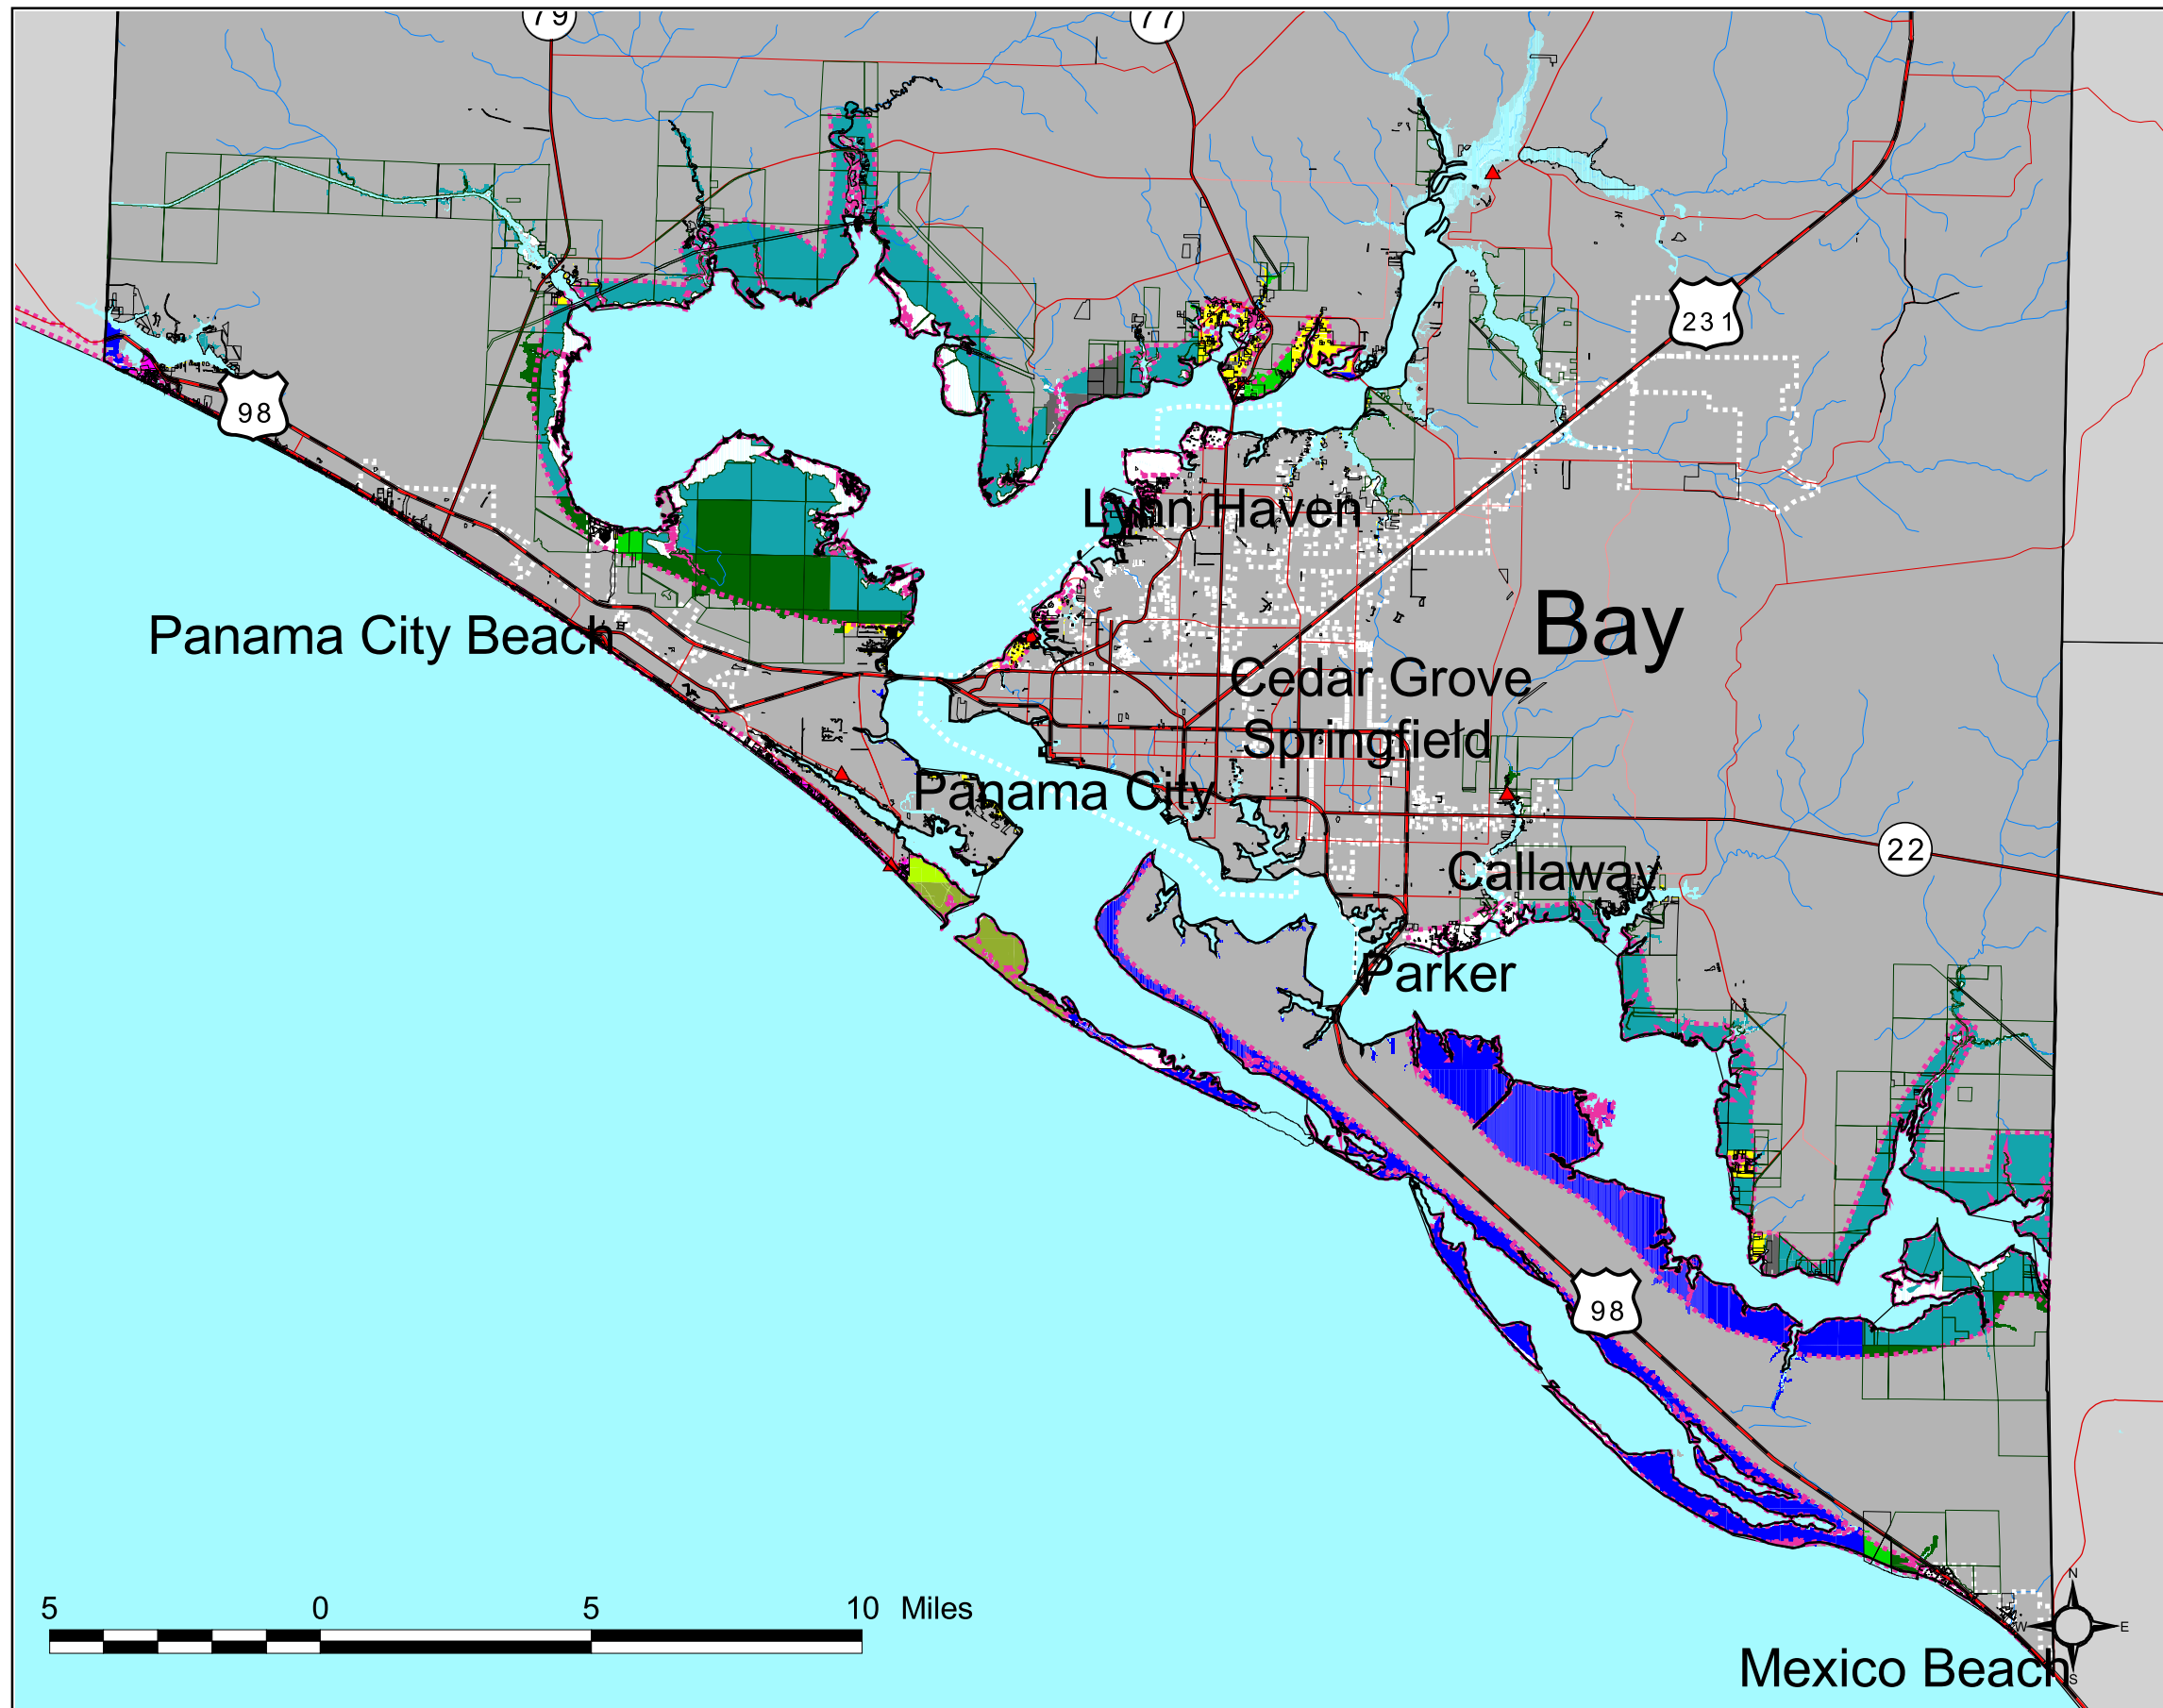 79
77
231
98
Lynn Haven
Bay
Panama City Beach
Cedar Grove
Springfield
Panama City
22
Callaway
Parker
98
5 0 5 10 Miles
N
W E
S
Mexico Beach